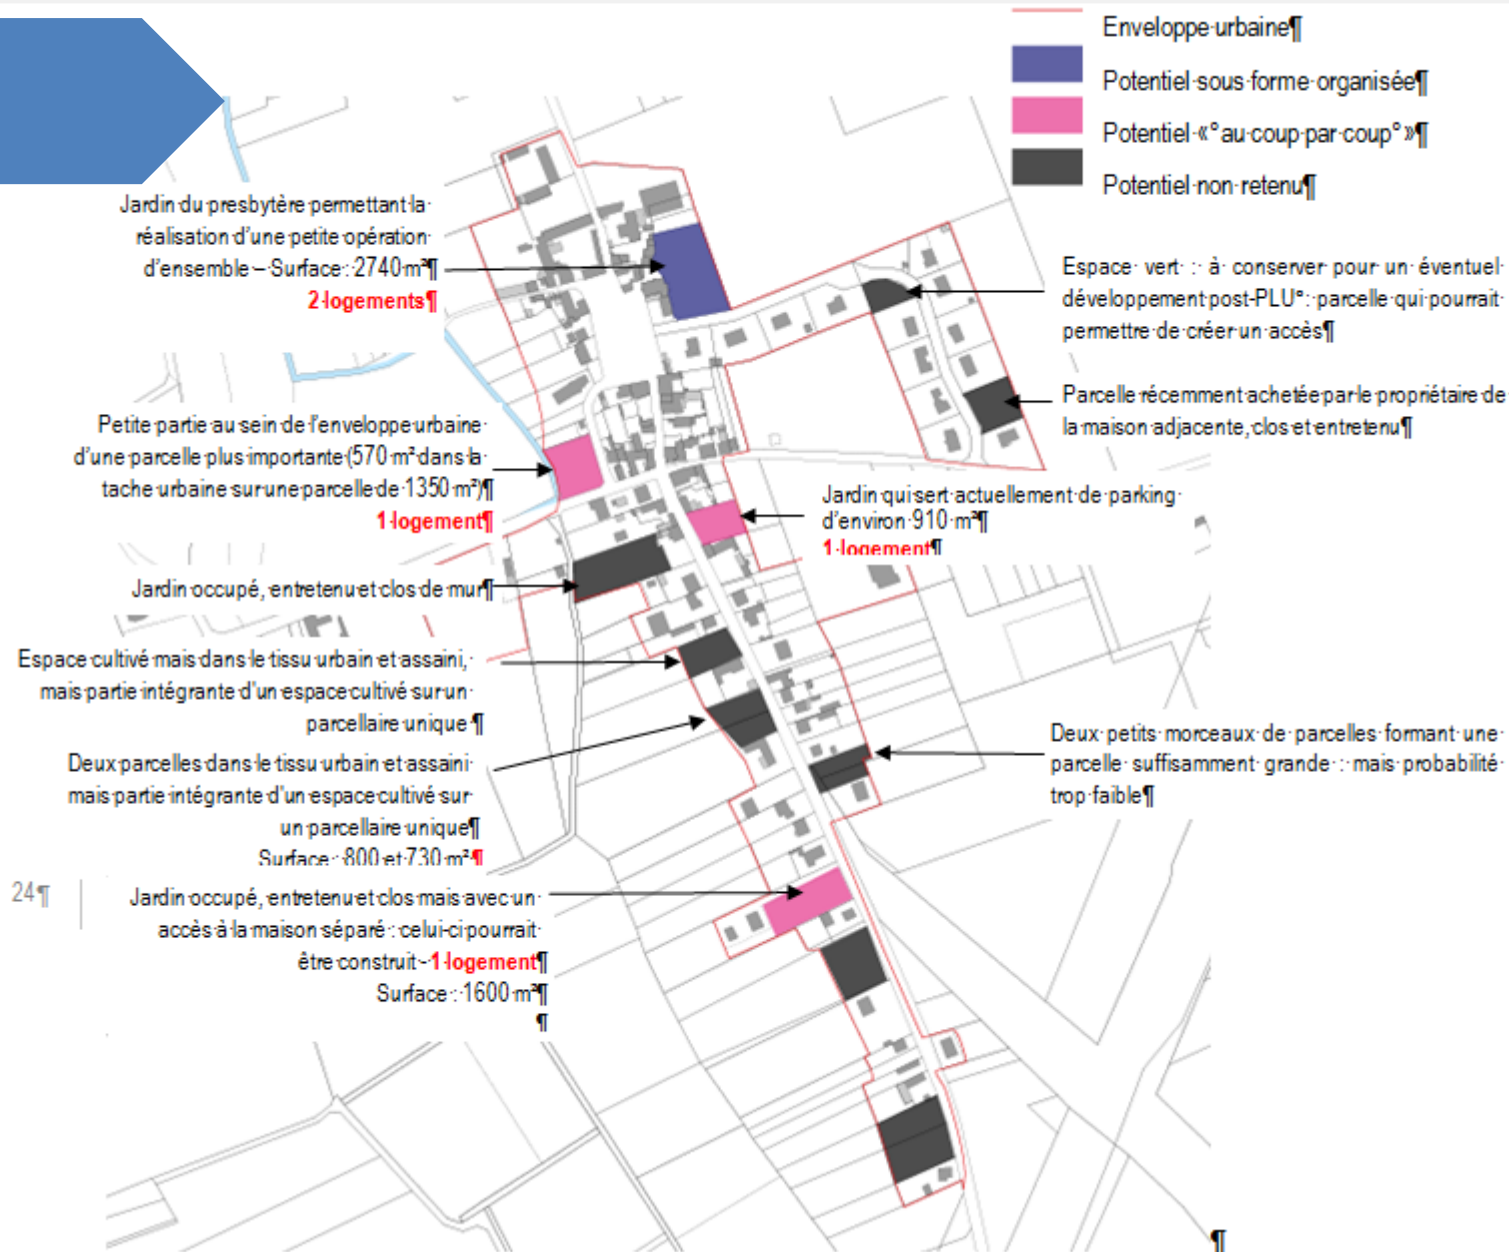 Enveloppe·urbaine¶
Potentiel·sous·forme·organisée¶
Potentiel·«°au·coup·par·coup°»¶
Potentiel·non·retenu¶
Jardin·du·presbytère·permettant·la·
réalisation·d'une·petite·opération·
d'ensemble·–·Surface·:·2740·m²¶
2·logements¶
Espace·vert·:·à·conserver·pour·un·éventuel·
développement·post-PLU°:·parcelle·qui·pourrait·
permettre·de·créer·un·accès¶
Parcelle·récemment·achetée·par·le·propriétaire·de·
la·maison·adjacente,·clos·et·entretenu¶
Petite·partie·au·sein·de·l'enveloppe·urbaine·
d'une·parcelle·plus·importante·(570·m²·dans·la·
tache·urbaine·sur·une·parcelle·de·1350·m²)¶
1·logement¶
Jardin·qui·sert·actuellement·de·parking·
d'environ·910·m²¶
1·logement¶
Jardin·occupé,·entretenu·et·clos·de·mur¶
Espace·cultivé·mais·dans·le·tissu·urbain·et·assaini,·
mais·partie·intégrante·d'un·espace·cultivé·sur·un·
parcellaire·unique·¶
Deux·parcelles·dans·le·tissu·urbain·et·assaini·
mais·partie·intégrante·d'un·espace·cultivé·sur·
un·parcellaire·unique¶
Surface·:·800·et·730·m²·¶
Deux·petits·morceaux·de·parcelles·formant·une·
parcelle·suffisamment·grande·:·mais·probabilité·
trop·faible¶
24¶
Jardin·occupé,·entretenu·et·clos·mais·avec·un·
accès·à·la·maison·séparé·:·celui-ci·pourrait·
être·construit·-·1·logement¶
Surface·:·1600·m²¶
¶
¶